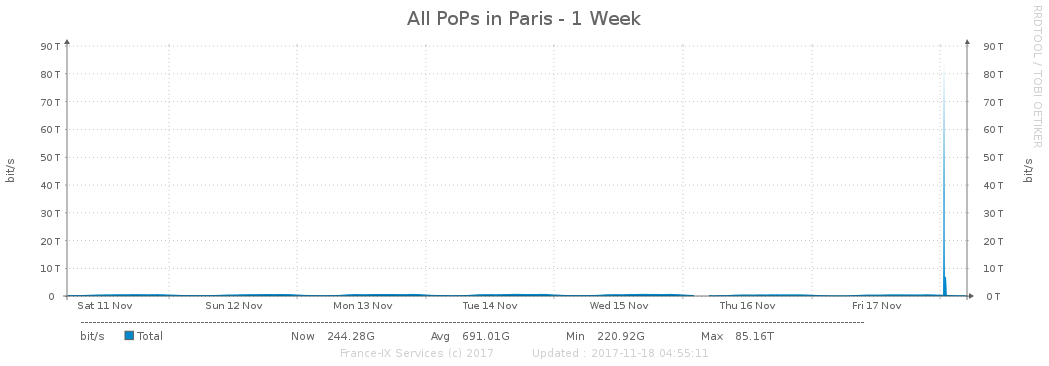 All PoPs in Paris - 1 Week
RRDTOOL / TOBI OETIKER
90 T 90 T
80 T 80 T
70 T 70 T
60 T 60 T
50 T 50 T
40 T 40 T
30 T 30 T
20 T 20 T
10 T 10 T
0 0 T
bit/s bit/s
Sat 11 Nov Sun 12 Nov Mon 13 Nov Tue 14 Nov Wed 15 Nov Thu 16 Nov Fri 17 Nov
bit/s Total Now 244.28G Avg 691.01G Min 220.92G Max 85.16T
France-IX Services (c) 2017 Updated : 2017-11-18 04:55:11